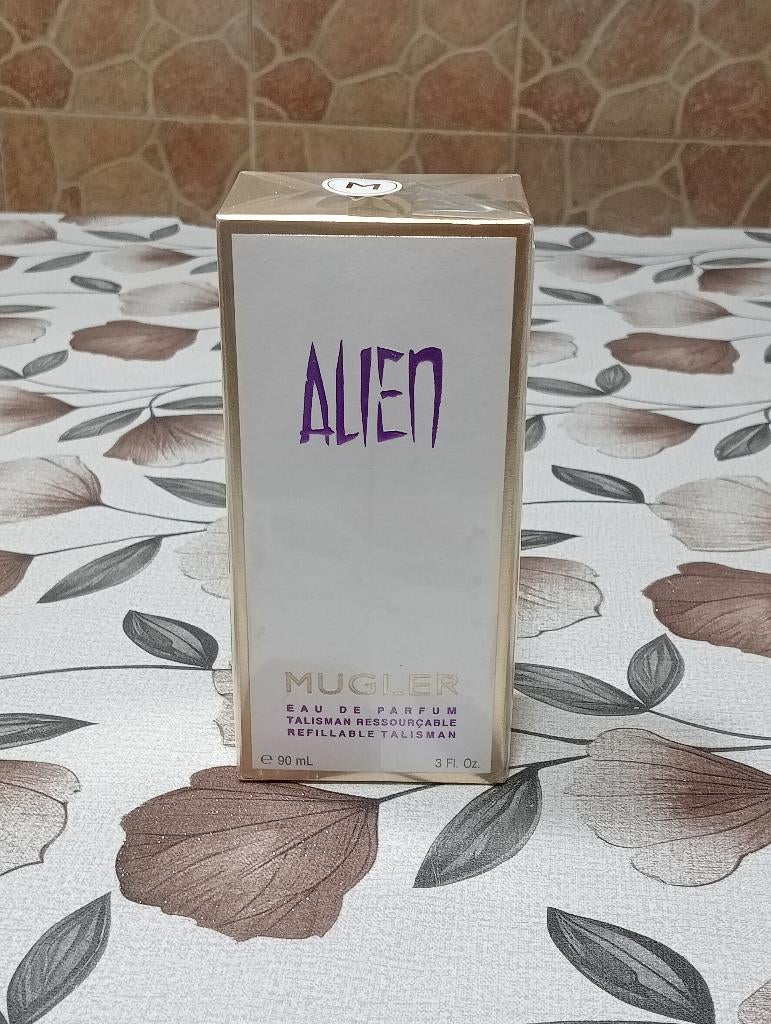 M
ALIEN
MUGLER
EAU DE PARFUM
TALISMAN RESSOURÇABLE
REFILLABLE TALISMAN
℮ 90 mL 3 Fl. Oz.